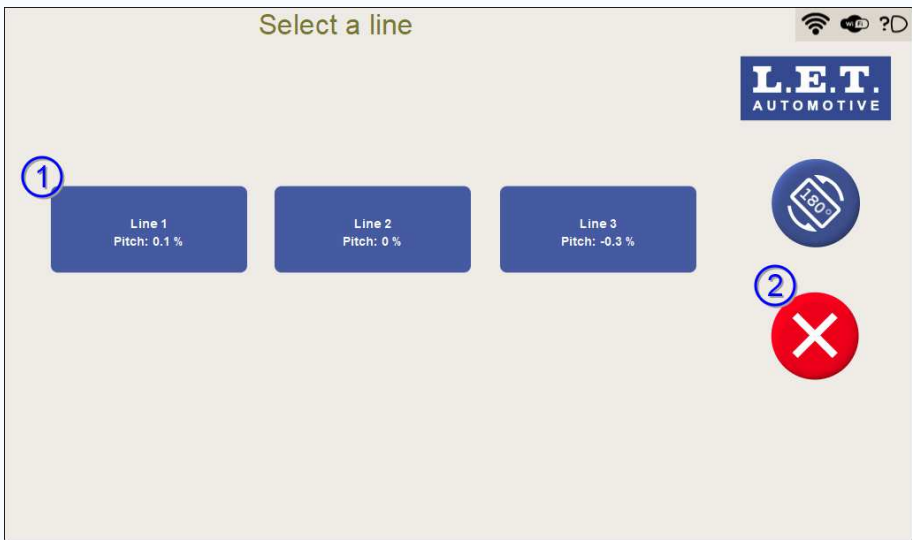 Select a line
WiFi
?
L.E.T.
AUTOMOTIVE
1
Line 1
Pitch: 0.1 %
Line 2
Pitch: 0 %
Line 3
Pitch: -0.3 %
180°
2